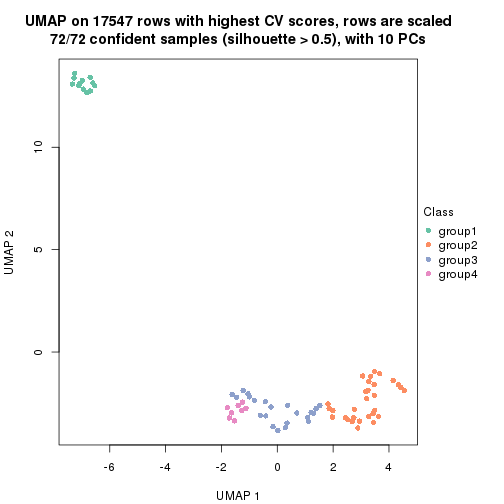 UMAP on 17547 rows with highest CV scores, rows are scaled
72/72 confident samples (silhouette > 0.5), with 10 PCs
UMAP 2
10
5
0
-6
-4
-2
0
2
4
UMAP 1
Class
group1
group2
group3
group4